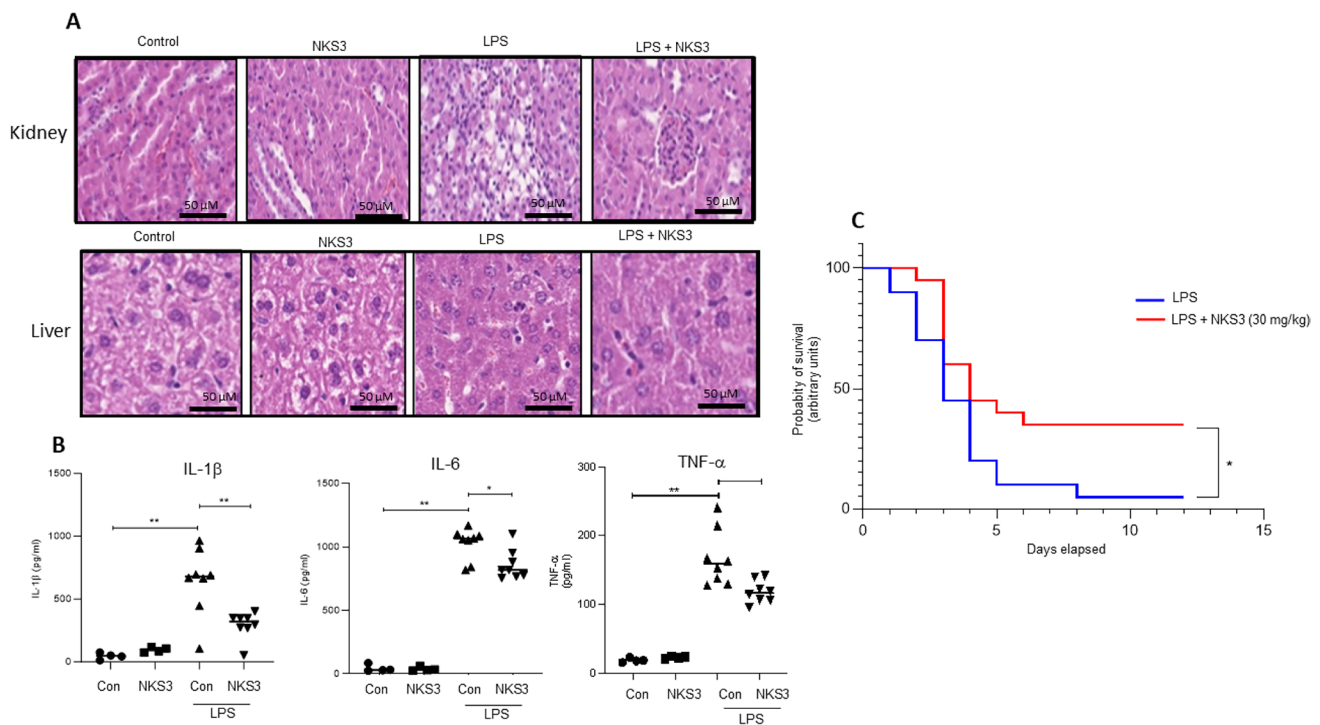 A
Control
NKS3
LPS
LPS + NKS3
Kidney
50 µM
50 µM
50 µM
50 µM
Control
NKS3
LPS
LPS + NKS3
Liver
50 µM
50 µM
50 µM
50 µM
B
IL-1β
1500
1000
500
0
IL-1β (pg/ml)
**
**
Con
NKS3
Con
NKS3
LPS
IL-6
1500
1000
500
0
IL-6 (pg/ml)
**
*
Con
NKS3
Con
NKS3
LPS
TNF-α
300
200
100
0
TNF-α
(pg/ml)
**
Con
NKS3
Con
NKS3
LPS
C
100
50
0
Probabity of survival
(arbitrary units)
LPS
LPS + NKS3 (30 mg/kg)
*
0
5
10
15
Days elapsed